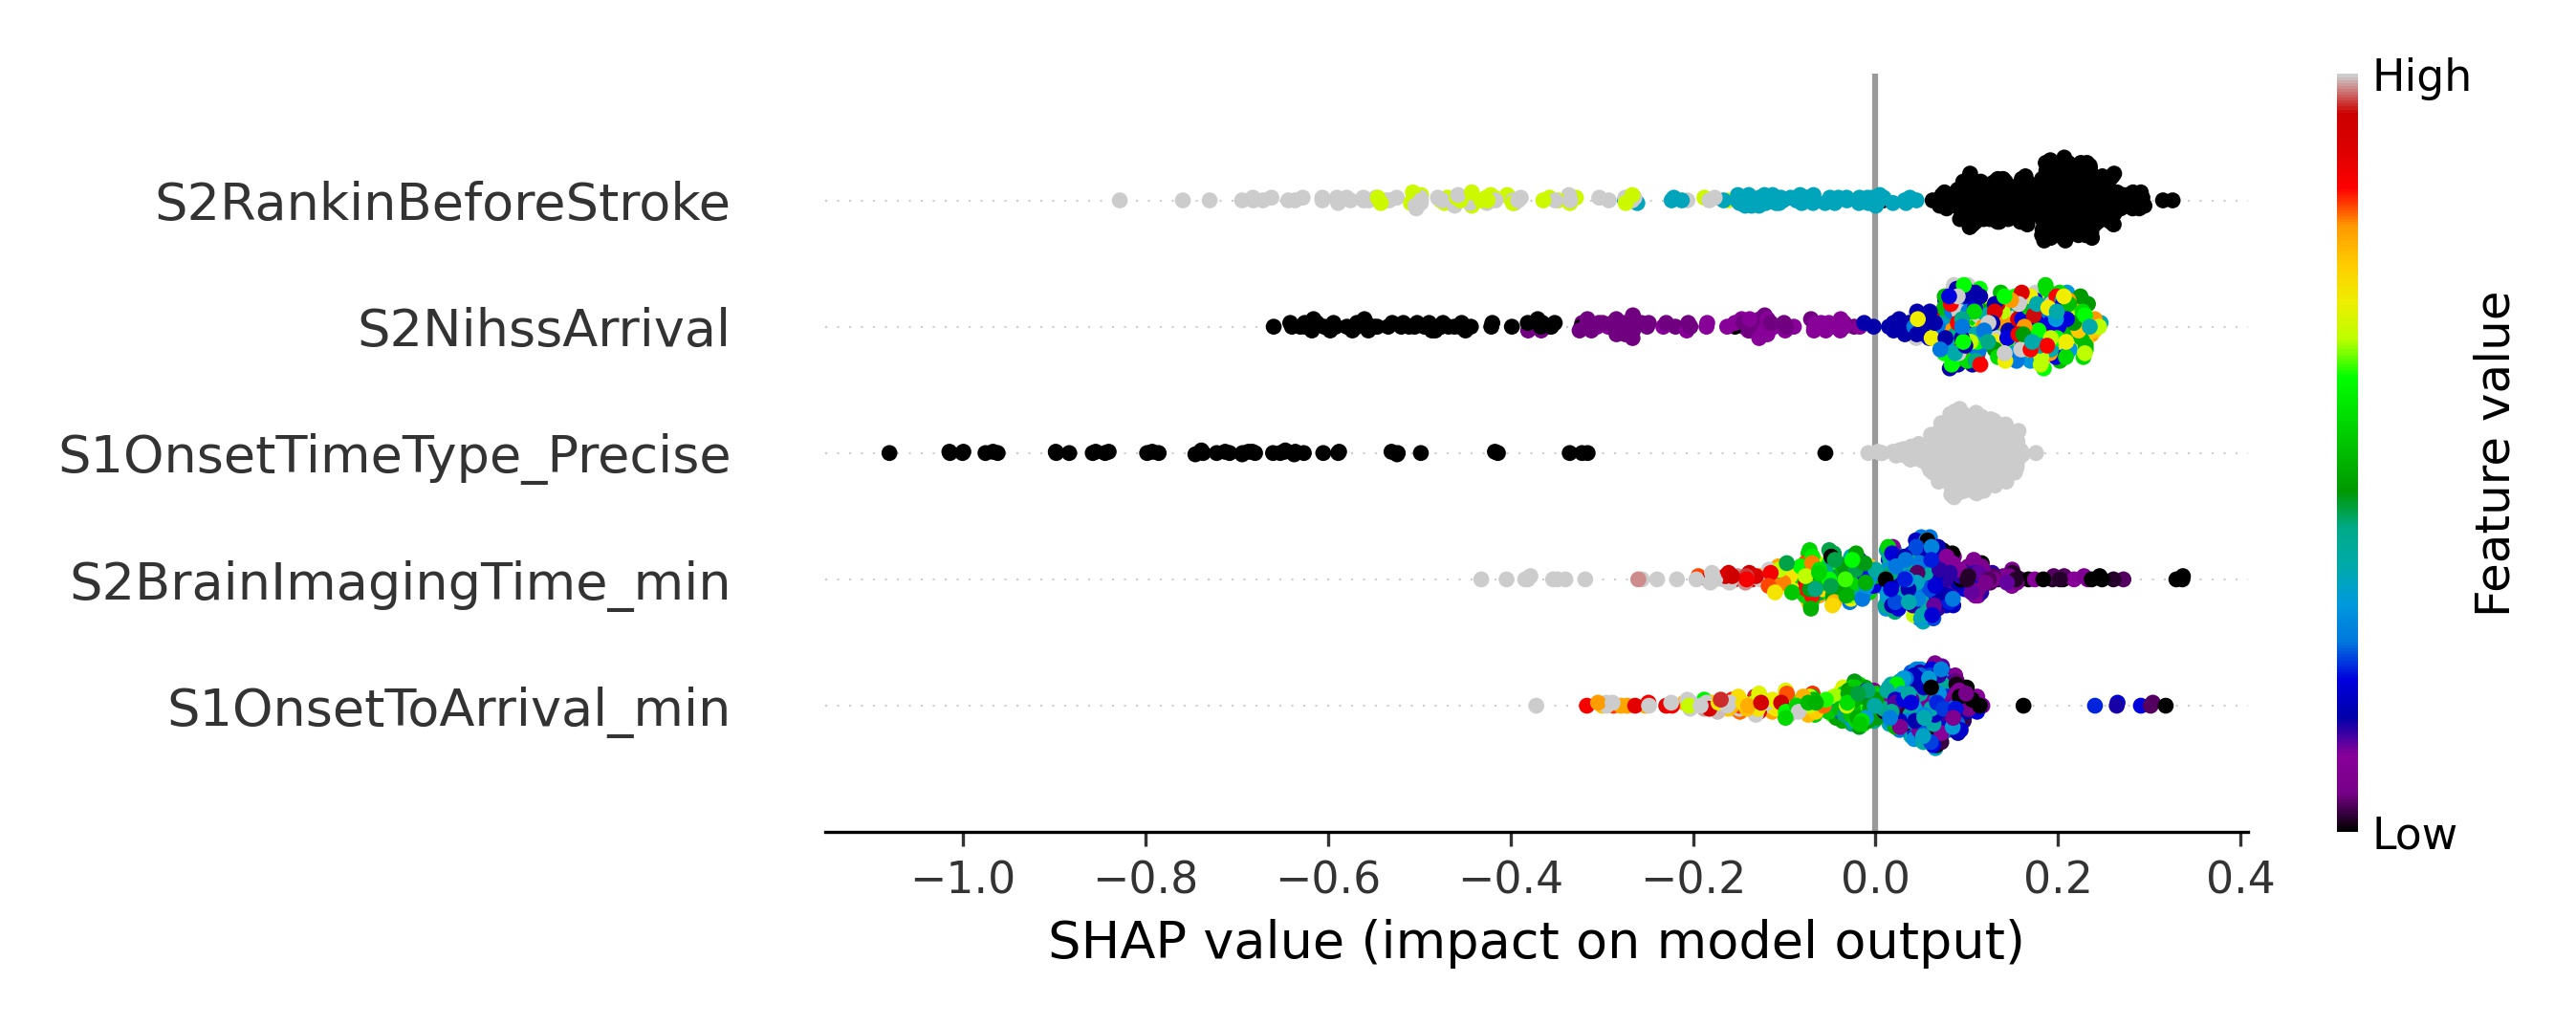 High
S2RankinBeforeStroke
S2NihssArrival
S1OnsetTimeType_Precise
S2BrainImagingTime_min
S1OnsetToArrival_min
Feature value
Low
−1.0 −0.8 −0.6 −0.4 −0.2 0.0 0.2 0.4
SHAP value (impact on model output)